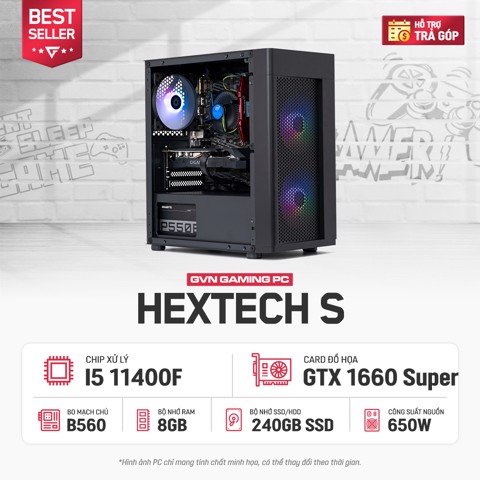 BEST
SELLER
HỖ TRỢ
TRẢ GÓP
GVN GAMING PC
HEXTECH S
CHIP XỬ LÝ
I5 11400F
CARD ĐỒ HỌA
GTX 1660 Super
BO MẠCH CHỦ
B560
BỘ NHỚ RAM
8GB
BỘ NHỚ SSD/HDD
240GB SSD
CÔNG SUẤT NGUỒN
650W
*Hình ảnh PC chỉ mang tính chất minh họa, có thể thay đổi theo thời gian.